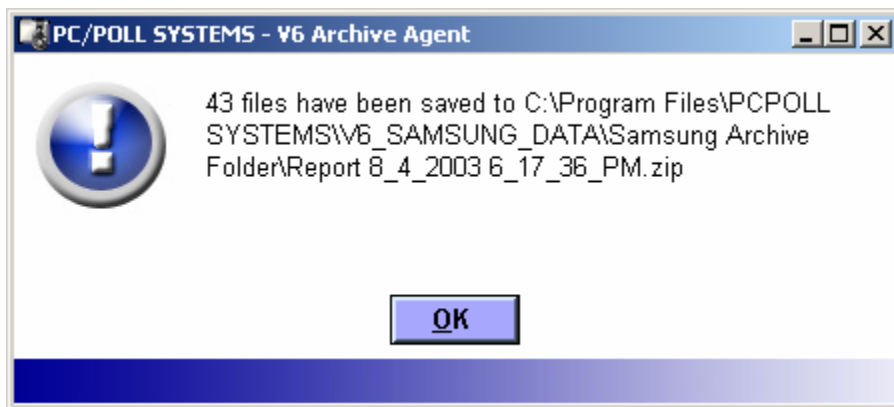 PC/POLL SYSTEMS - V6 Archive Agent
43 files have been saved to C:\Program Files\PCPOLL
SYSTEMS\V6_SAMSUNG_DATA\Samsung Archive
Folder\Report 8_4_2003 6_17_36_PM.zip
OK